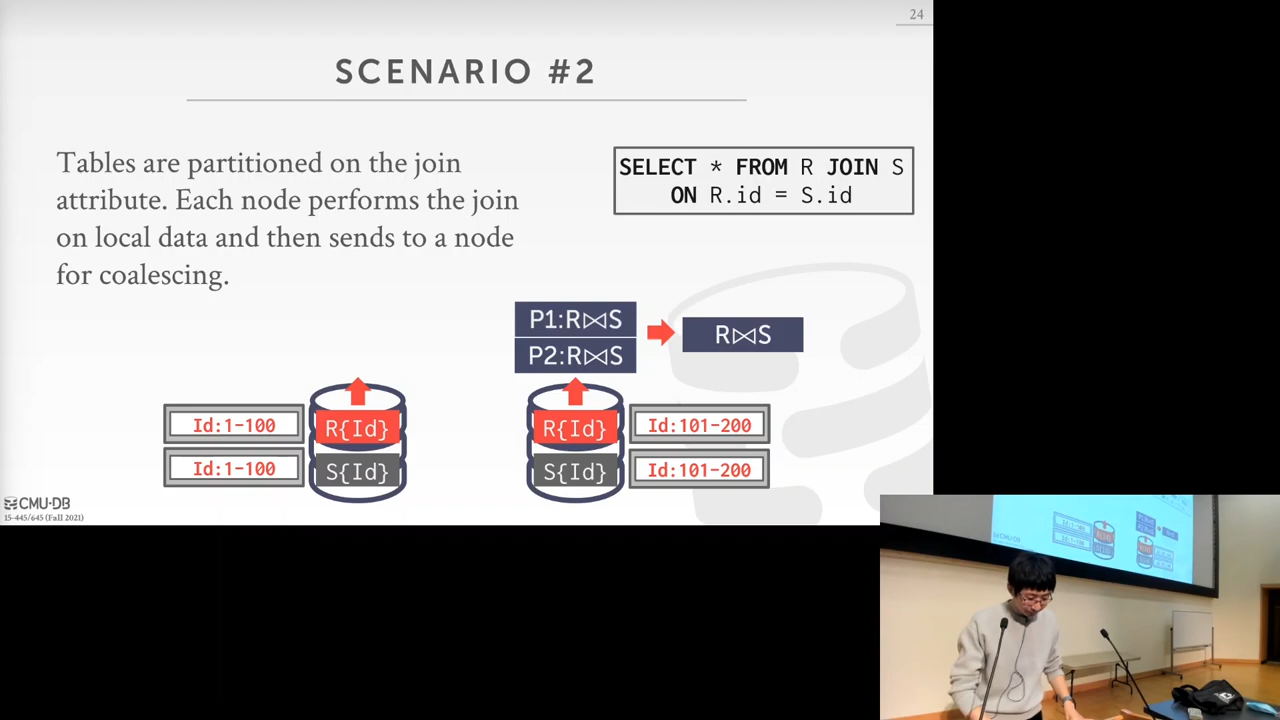 24
SCENARIO #2
Tables are partitioned on the join
attribute. Each node performs the join
on local data and then sends to a node
for coalescing.
SELECT * FROM R JOIN S
ON R.id = S.id
P1:R⋈S
P2:R⋈S
R⋈S
Id:1-100
R{Id}
R{Id}
Id:101-200
Id:1-100
S{Id}
S{Id}
Id:101-200
CMU·DB
15-445/645 (Fall 2021)